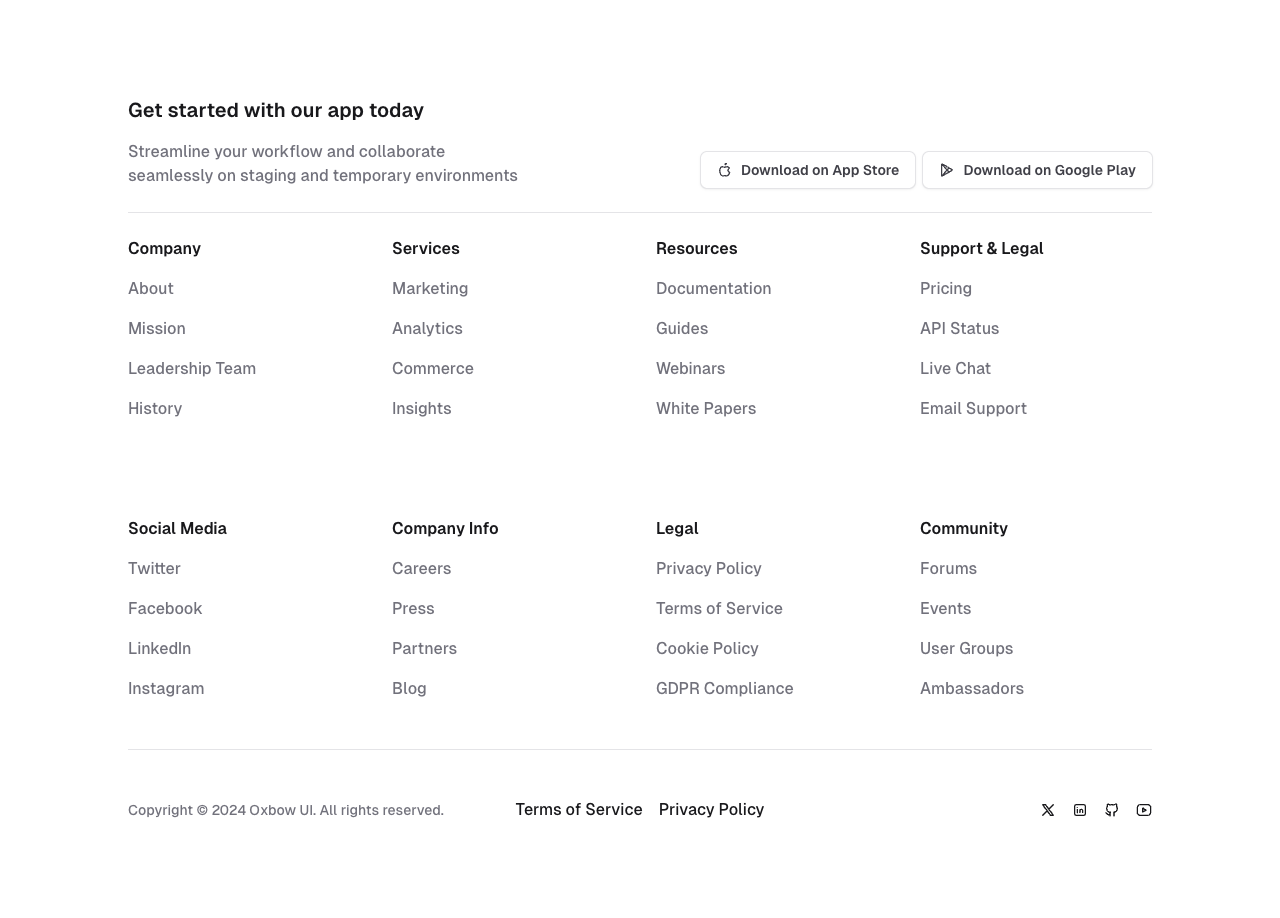 Get started with our app today
Streamline your workflow and collaborate
seamlessly on staging and temporary environments
Download on App Store
Download on Google Play
Company
About
Mission
Leadership Team
History
Services
Marketing
Analytics
Commerce
Insights
Resources
Documentation
Guides
Webinars
White Papers
Support & Legal
Pricing
API Status
Live Chat
Email Support
Social Media
Twitter
Facebook
LinkedIn
Instagram
Company Info
Careers
Press
Partners
Blog
Legal
Privacy Policy
Terms of Service
Cookie Policy
GDPR Compliance
Community
Forums
Events
User Groups
Ambassadors
Copyright © 2024 Oxbow UI. All rights reserved.
Terms of Service
Privacy Policy